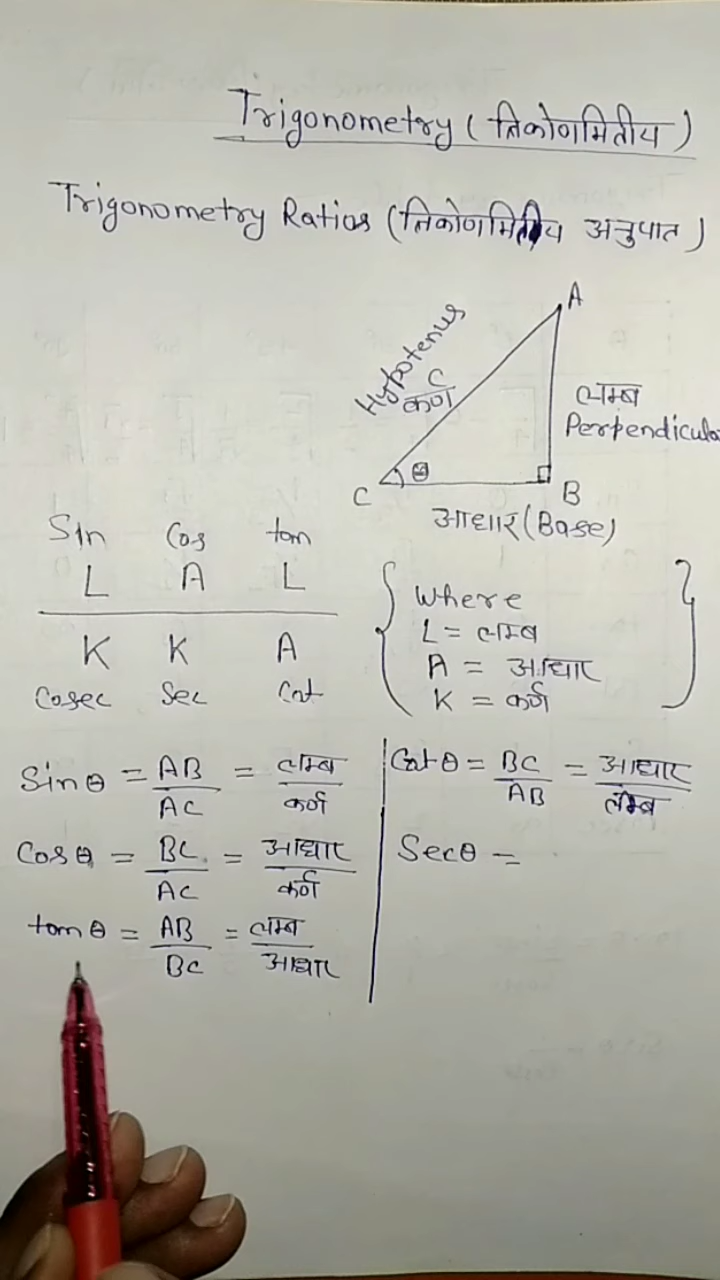 Trigonometry (त्रिकोणमितीय)
Trigonometry Ratios (त्रिकोणमितीय अनुपात)
A
Hypotenus
C
कर्ण
लम्ब
Perpendicula
θ
C
B
आधार (Base)
Sin Cos tan
L A L
K K A
Cosec Sec Cot
{ Where }
L = लम्ब
A = आधार
K = कर्ण
Sinθ = AB/AC = लम्ब/कर्ण
Cosθ = BC/AC = आधार/कर्ण
tanθ = AB/BC = लम्ब/आधार
Cotθ = BC/AB = आधार/लम्ब
Secθ =